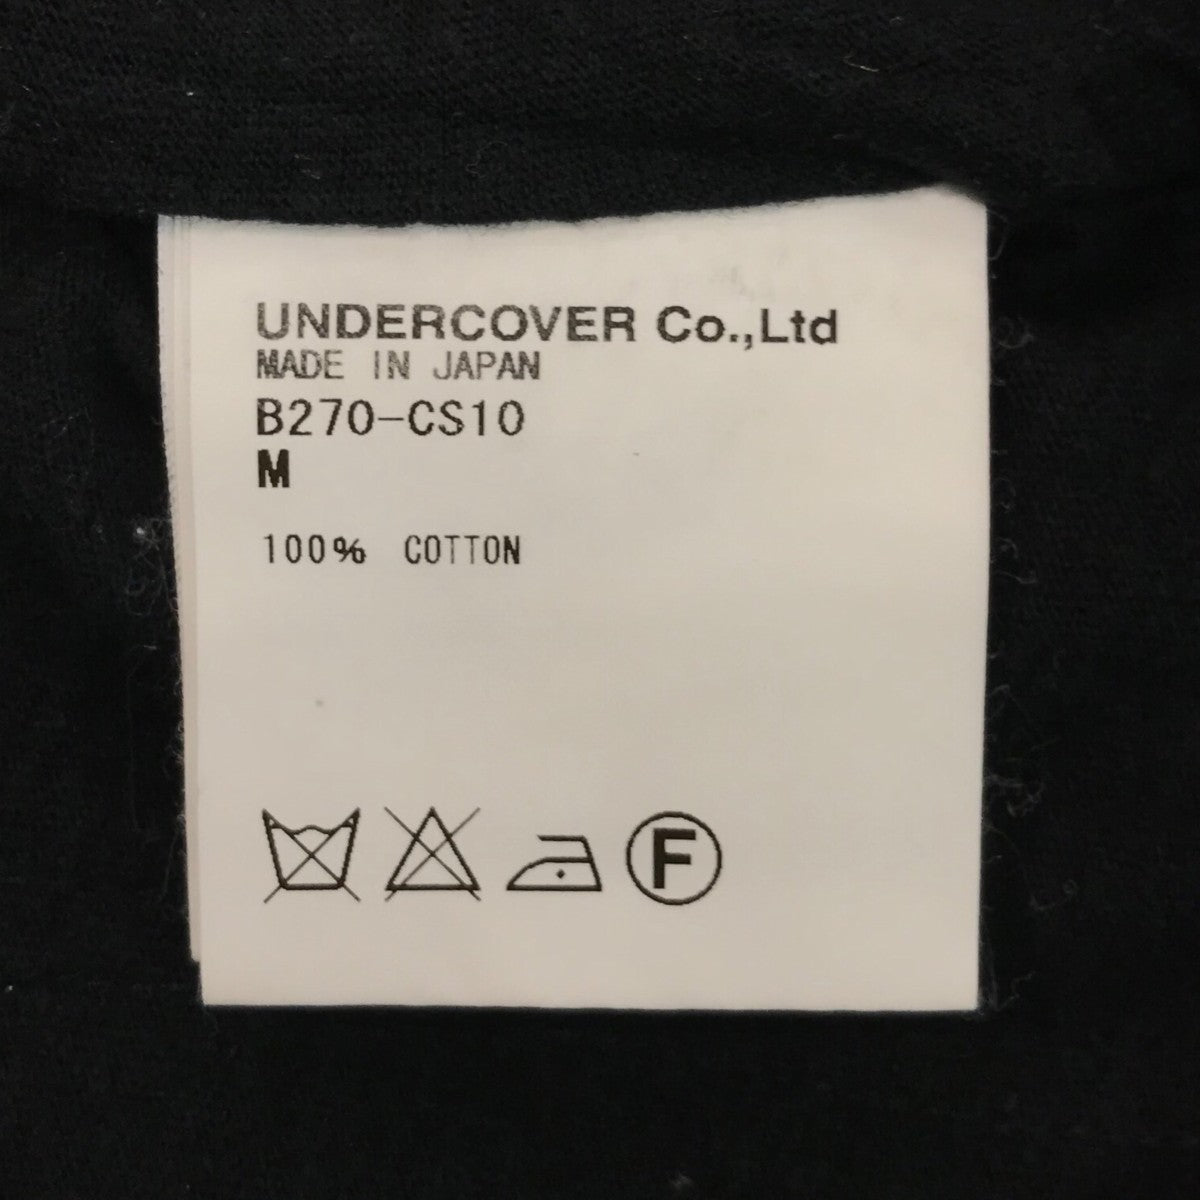 UNDERCOVER Co.,Ltd
MADE IN JAPAN
B270-CS10
M
100% COTTON
F